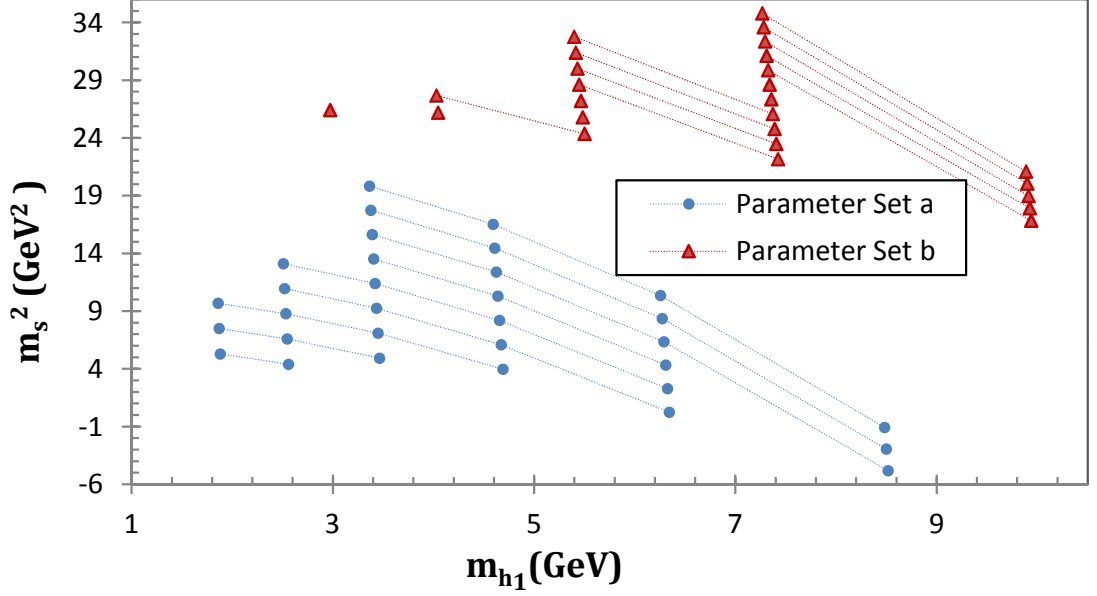 34
29
24
19
14
9
4
-1
-6
m_s^2 (GeV^2)
Parameter Set a
Parameter Set b
1 3 5 7 9
m_h1(GeV)